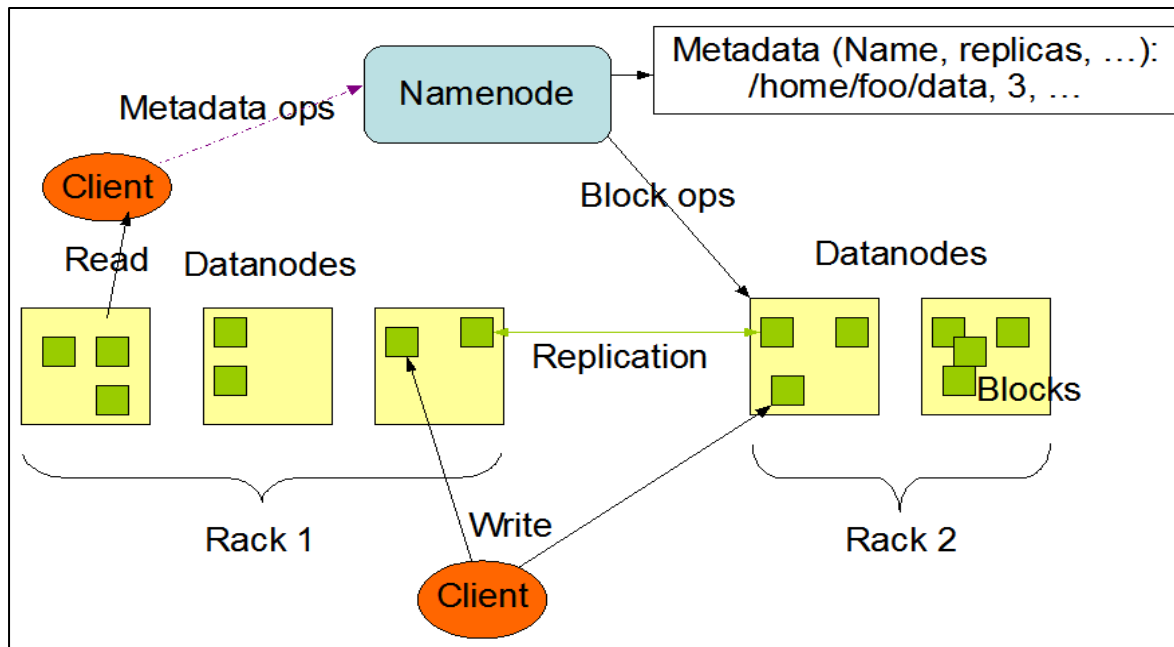 Metadata (Name, replicas, …):
/home/foo/data, 3, …
Namenode
Metadata ops
Client
Block ops
Read
Datanodes
Datanodes
Replication
Blocks
Rack 1
Write
Rack 2
Client